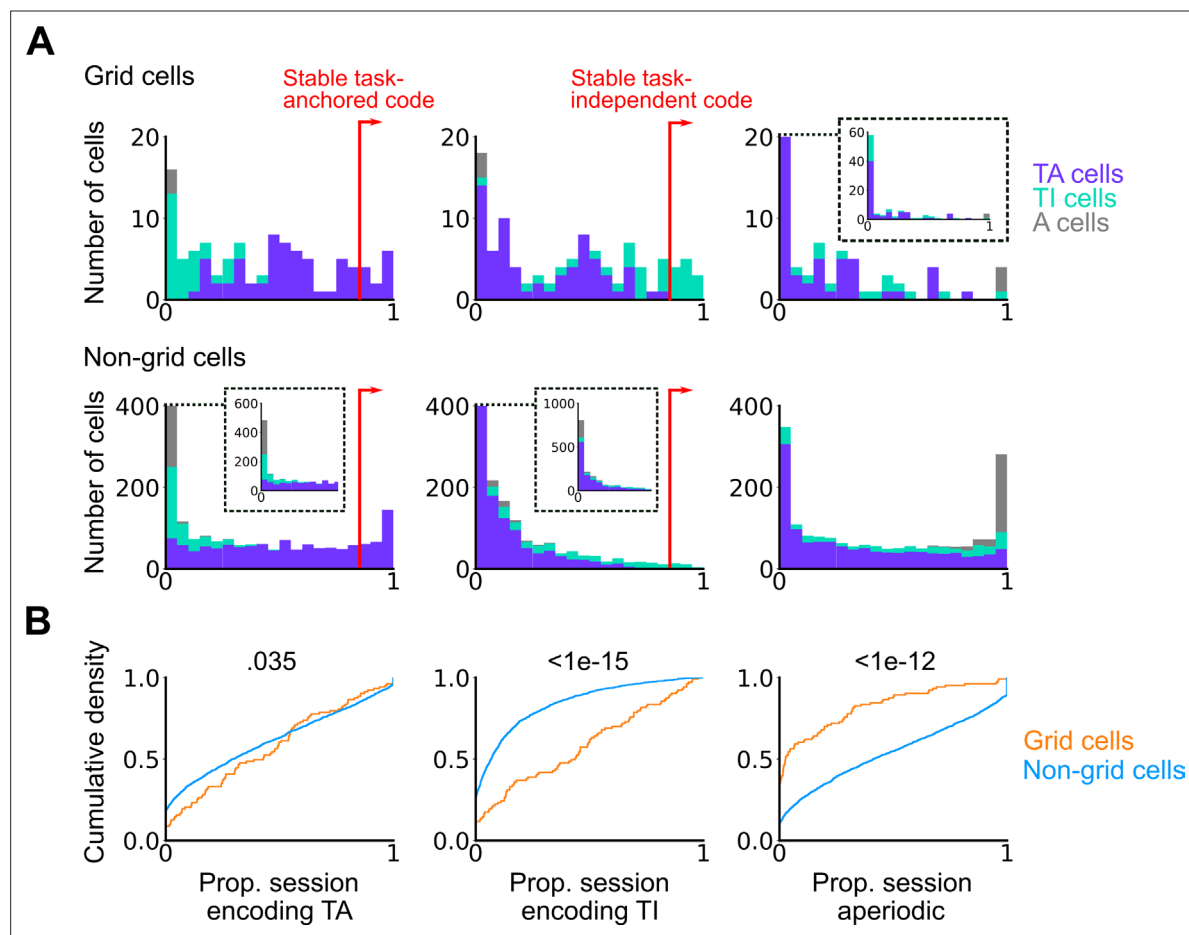 A
Grid cells
Stable task-
anchored code
Stable task-
independent code
Number of cells
20
10
0
0
1
20
10
0
0
1
20
10
0
0
1
60
40
20
0
0
1
TA cells
TI cells
A cells
Non-grid cells
Number of cells
400
200
0
0
1
600
400
200
0
0
400
200
0
0
1
1000
500
0
0
400
200
0
0
1
B
Cumulative density
.035
1.0
0.5
0.0
0
1
Prop. session
encoding TA
<1e-15
1.0
0.5
0.0
0
1
Prop. session
encoding TI
<1e-12
1.0
0.5
0.0
0
1
Prop. session
aperiodic
Grid cells
Non-grid cells